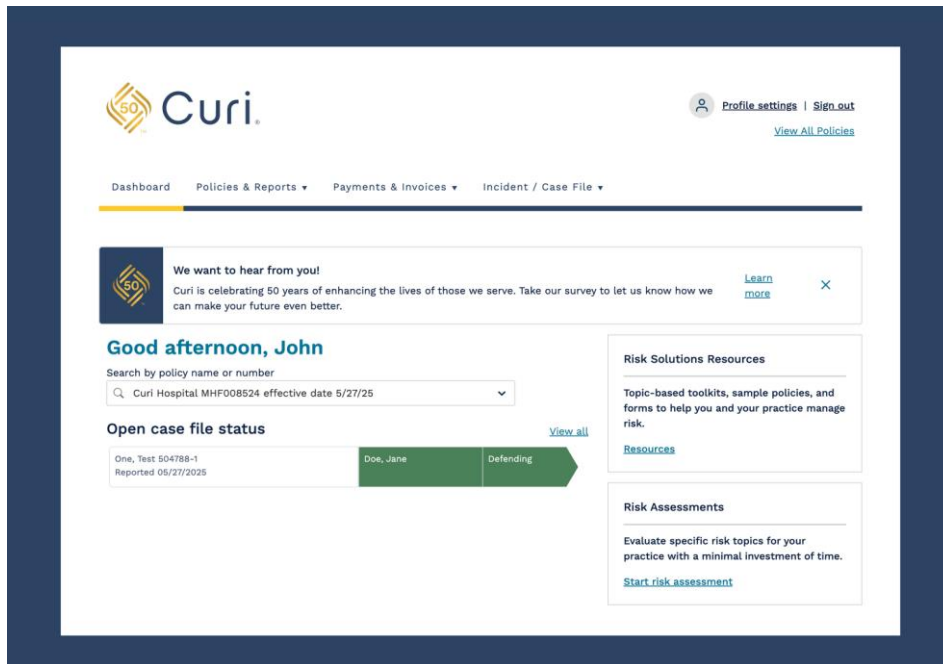 50 Curi.
Profile settings | Sign out
View All Policies
Dashboard Policies & Reports ▾ Payments & Invoices ▾ Incident / Case File ▾
50
We want to hear from you!
Curi is celebrating 50 years of enhancing the lives of those we serve. Take our survey to let us know how we
can make your future even better.
Learn
more
Good afternoon, John
Search by policy name or number
Curi Hospital MHF008524 effective date 5/27/25
Open case file status
View all
One, Test 504788-1
Reported 05/27/2025
Doe, Jane
Defending
Risk Solutions Resources
Topic-based toolkits, sample policies, and
forms to help you and your practice manage
risk.
Resources
Risk Assessments
Evaluate specific risk topics for your
practice with a minimal investment of time.
Start risk assessment